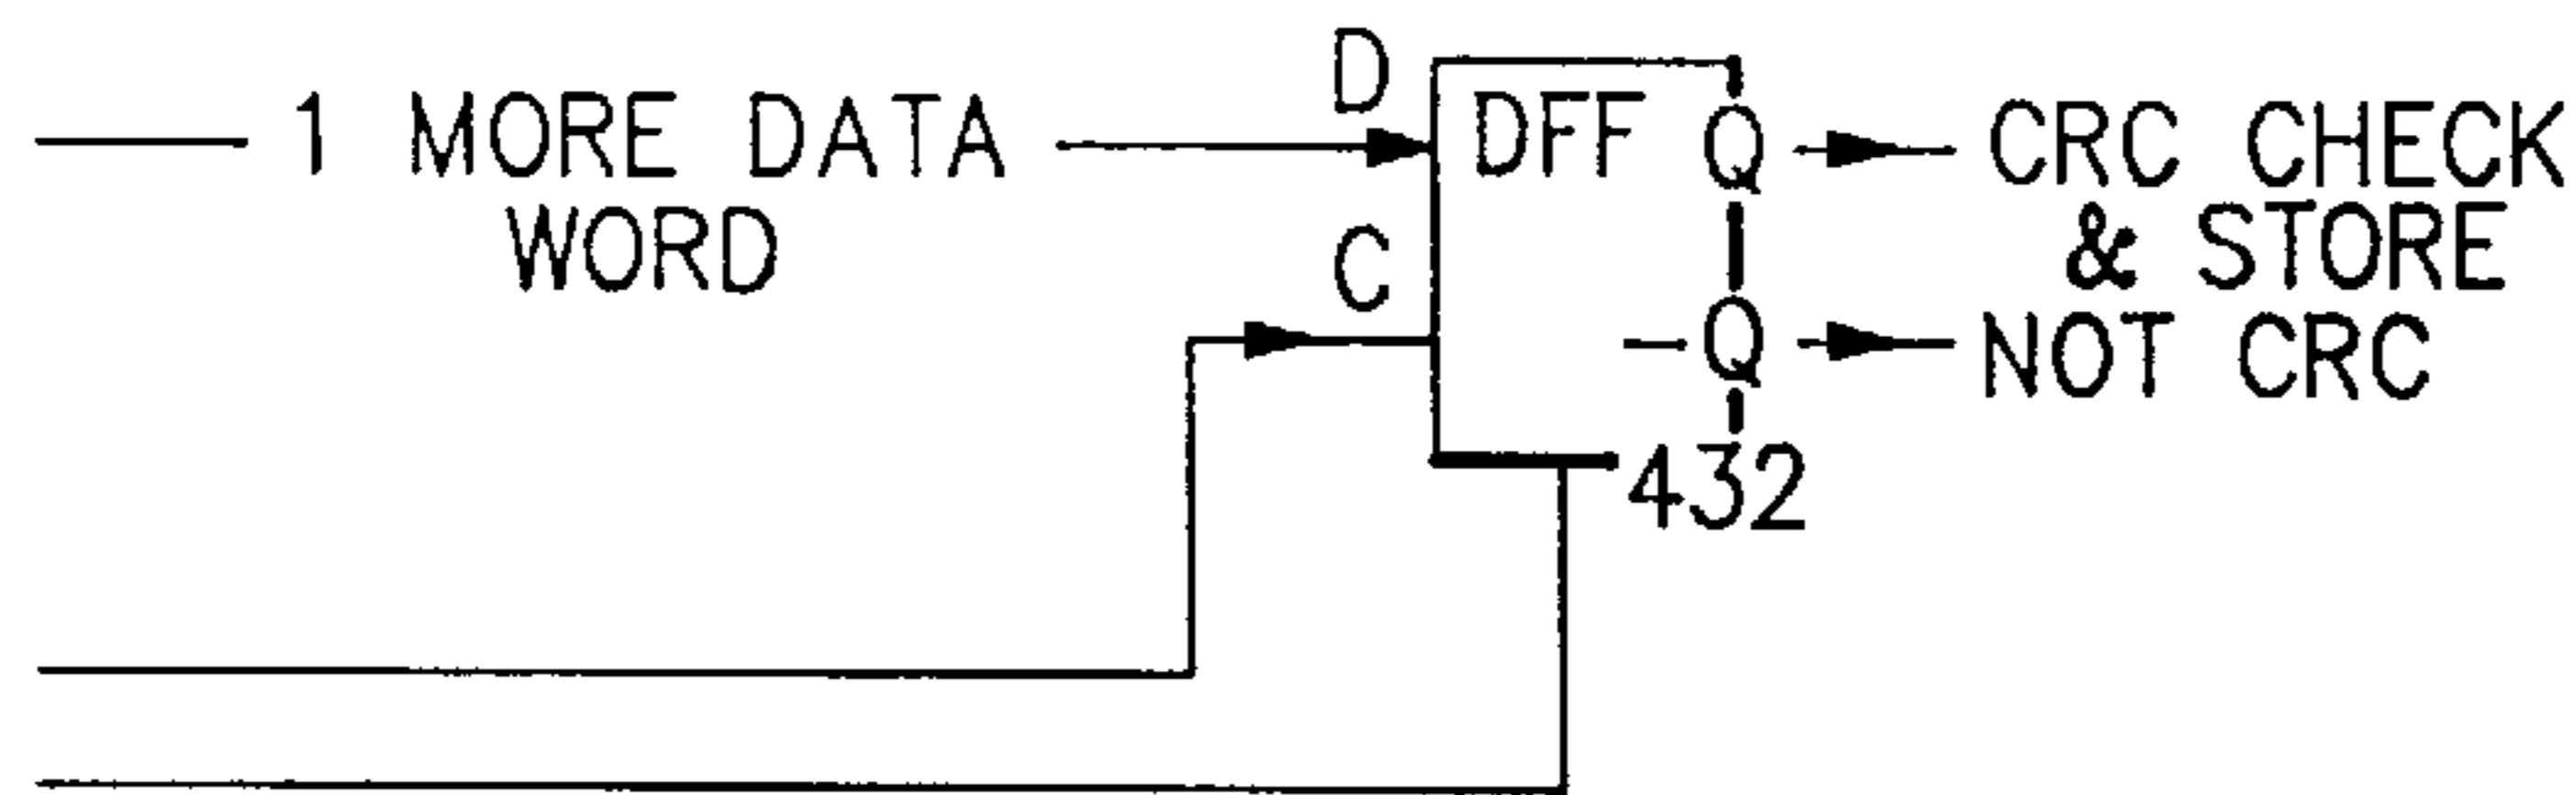 D
1 MORE DATA
WORD
C
DFF
Q
-Q
432
CRC CHECK
& STORE
NOT CRC